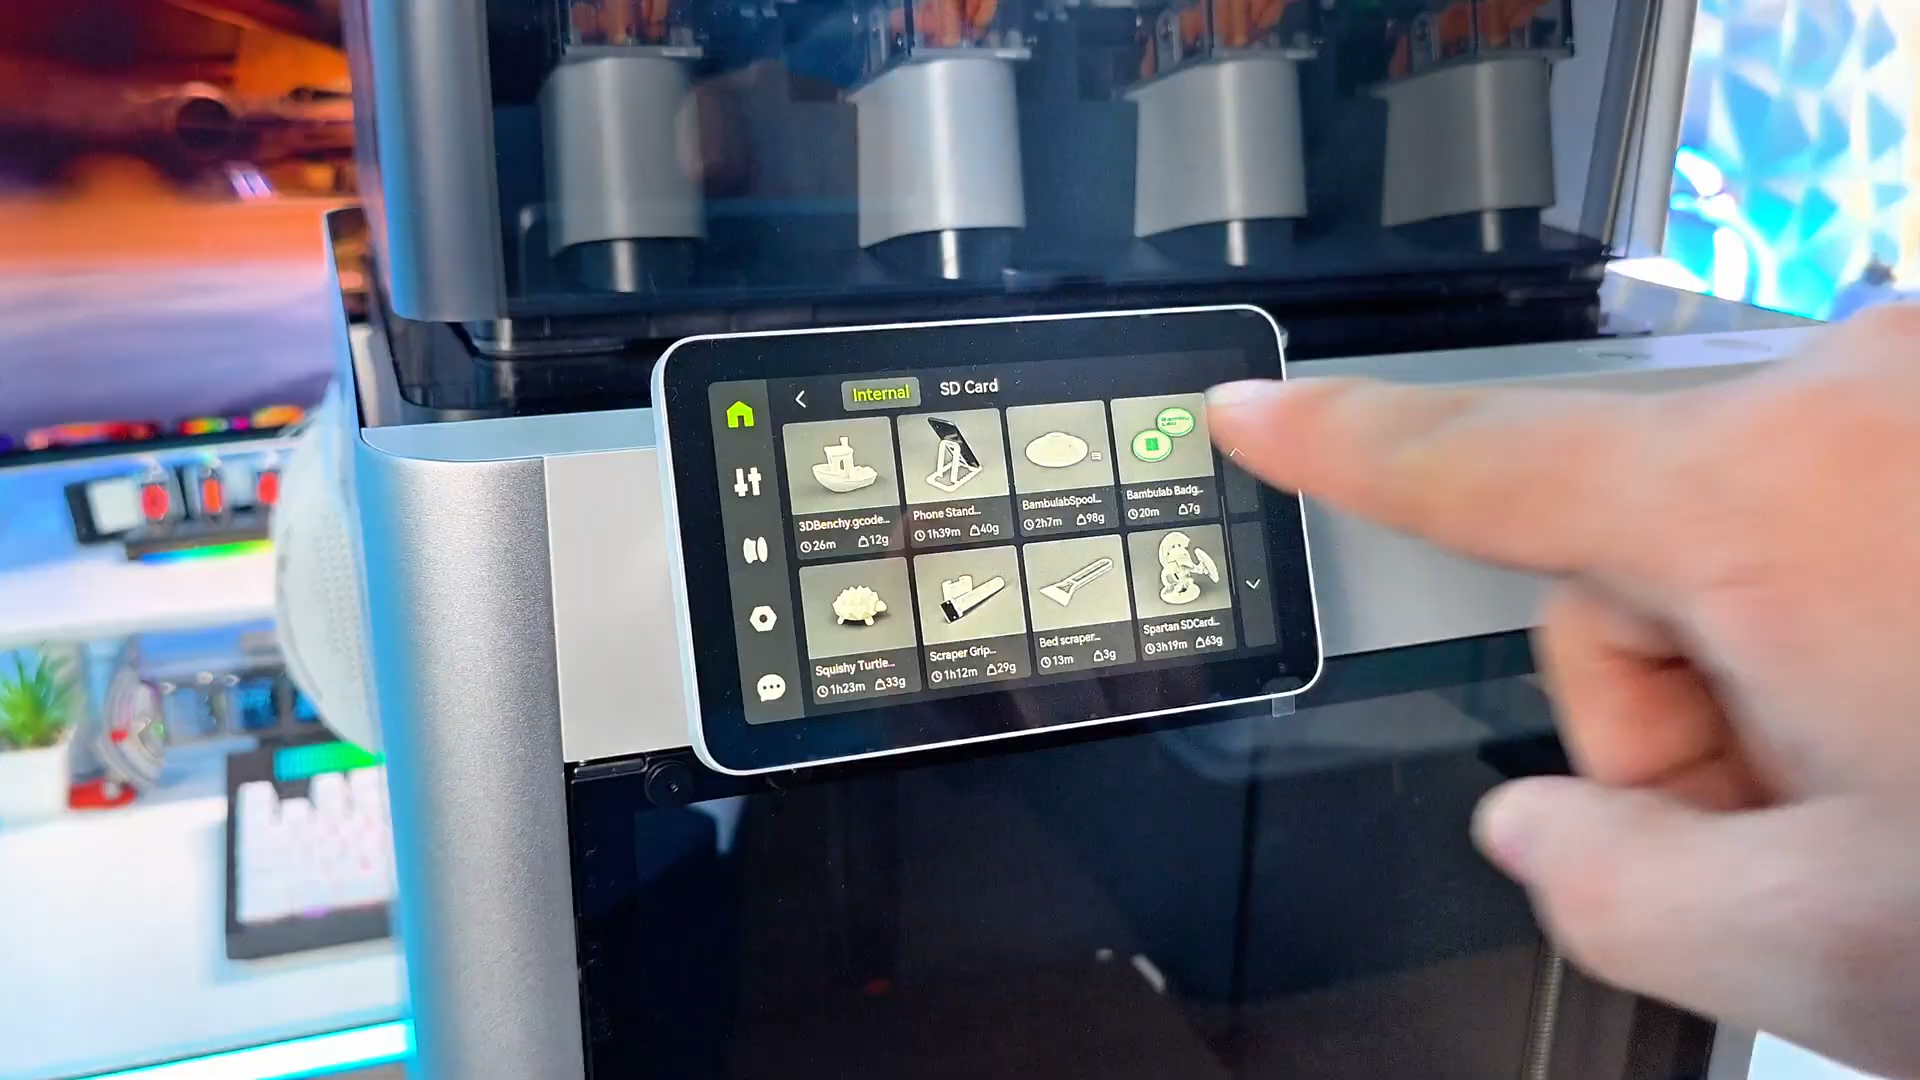 Internal
SD Card
3DBenchy.gcode...
26m 12g
Phone Stand...
1h39m 40g
BambulabSpool...
2h7m 98g
Bambulab Badg...
20m 7g
Squishy Turtle...
1h23m 33g
Scraper Grip...
1h12m 29g
Bed scraper...
13m 3g
Spartan SDCard...
3h19m 63g